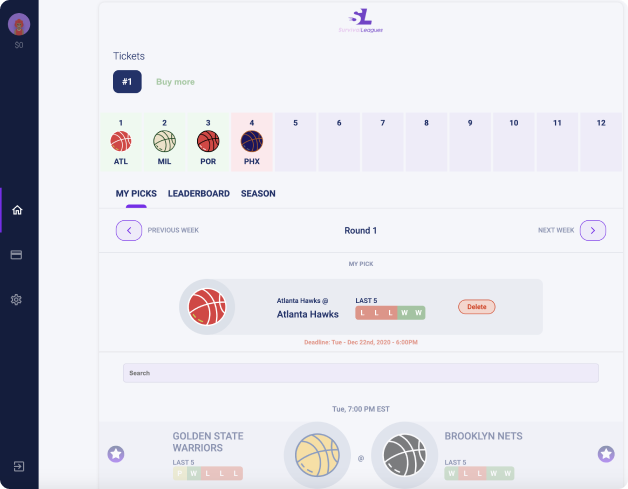 $0
SL
SurvivorLeaguer
Tickets
#1 Buy more
1 2 3 4 5 6 7 8 9 10 11 12
ATL MIL POR PHX
MY PICKS LEADERBOARD SEASON
PREVIOUS WEEK Round 1 NEXT WEEK
MY PICK
Atlanta Hawks @ LAST 5
Atlanta Hawks L L L W W Delete
Deadline: Tue - Dec 22nd, 2020 - 6:00PM
Search
Tue, 7:00 PM EST
GOLDEN STATE WARRIORS
LAST 5
W L L L
@
BROOKLYN NETS
LAST 5
W L L W W